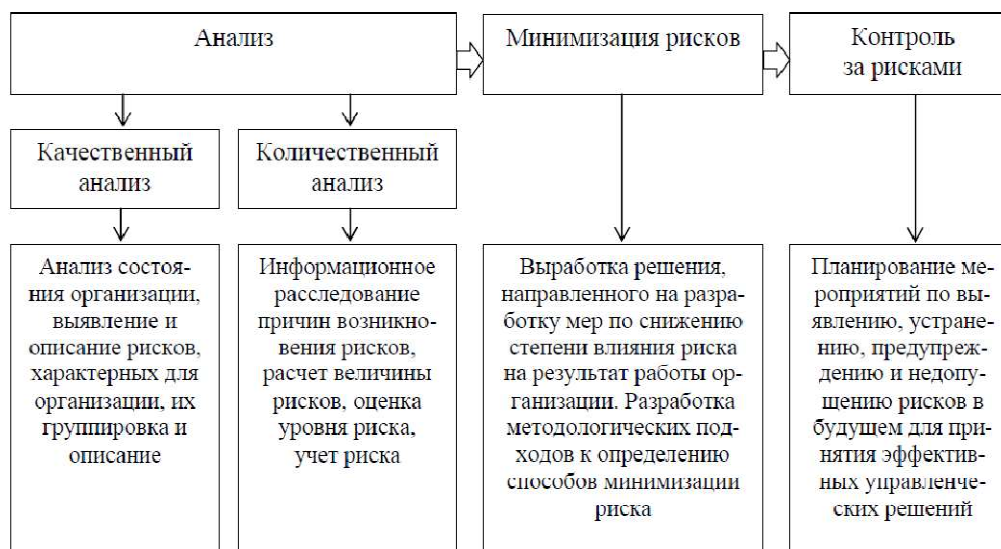 Анализ
Минимизация рисков
Контроль
за рисками
Качественный
анализ
Количественный
анализ
Анализ состоя-
ния организации,
выявление и
описание рисков,
характерных для
организации, их
группировка и
описание
Информационное
расследование
причин возникно-
вения рисков,
расчет величины
рисков, оценка
уровня риска,
учет риска
Выработка решения,
направленного на разра-
ботку мер по снижению
степени влияния риска
на результат работы ор-
ганизации. Разработка
методологических под-
ходов к определению
способов минимизации
риска
Планирование ме-
роприятий по вы-
явлению, устране-
нию, предупреж-
дению и недопу-
щению рисков в
будущем для при-
нятия эффектив-
ных управленче-
ских решений